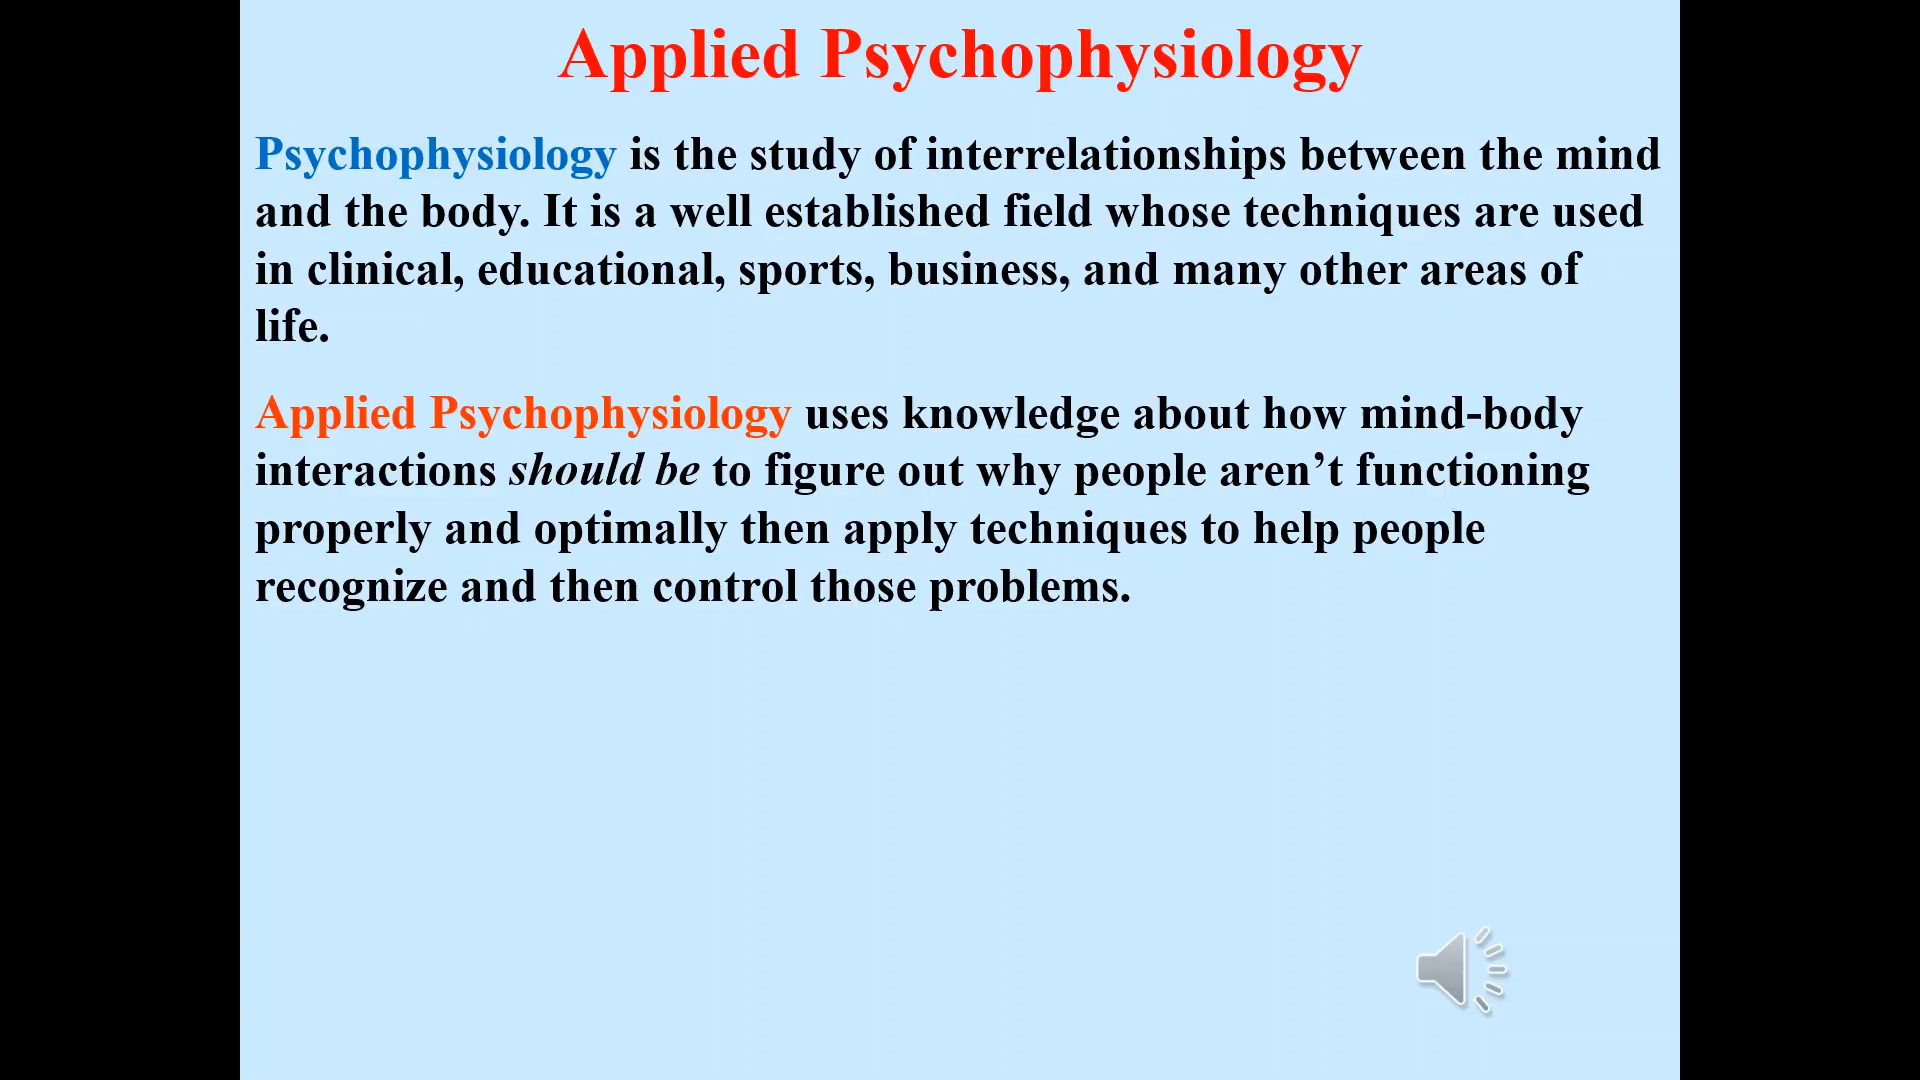 Applied Psychophysiology
Psychophysiology is the study of interrelationships between the mind
and the body. It is a well established field whose techniques are used
in clinical, educational, sports, business, and many other areas of
life.
Applied Psychophysiology uses knowledge about how mind-body
interactions should be to figure out why people aren’t functioning
properly and optimally then apply techniques to help people
recognize and then control those problems.